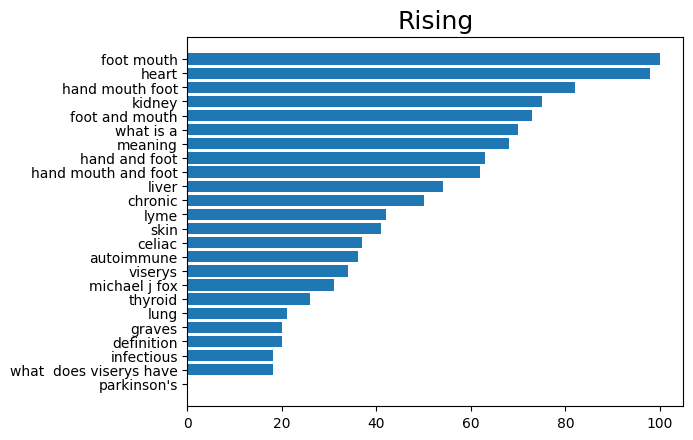 Rising
foot mouth
heart
hand mouth foot
kidney
foot and mouth
what is a
meaning
hand and foot
hand mouth and foot
liver
chronic
lyme
skin
celiac
autoimmune
viserys
michael j fox
thyroid
lung
graves
definition
infectious
what  does viserys have
parkinson's
0 20 40 60 80 100